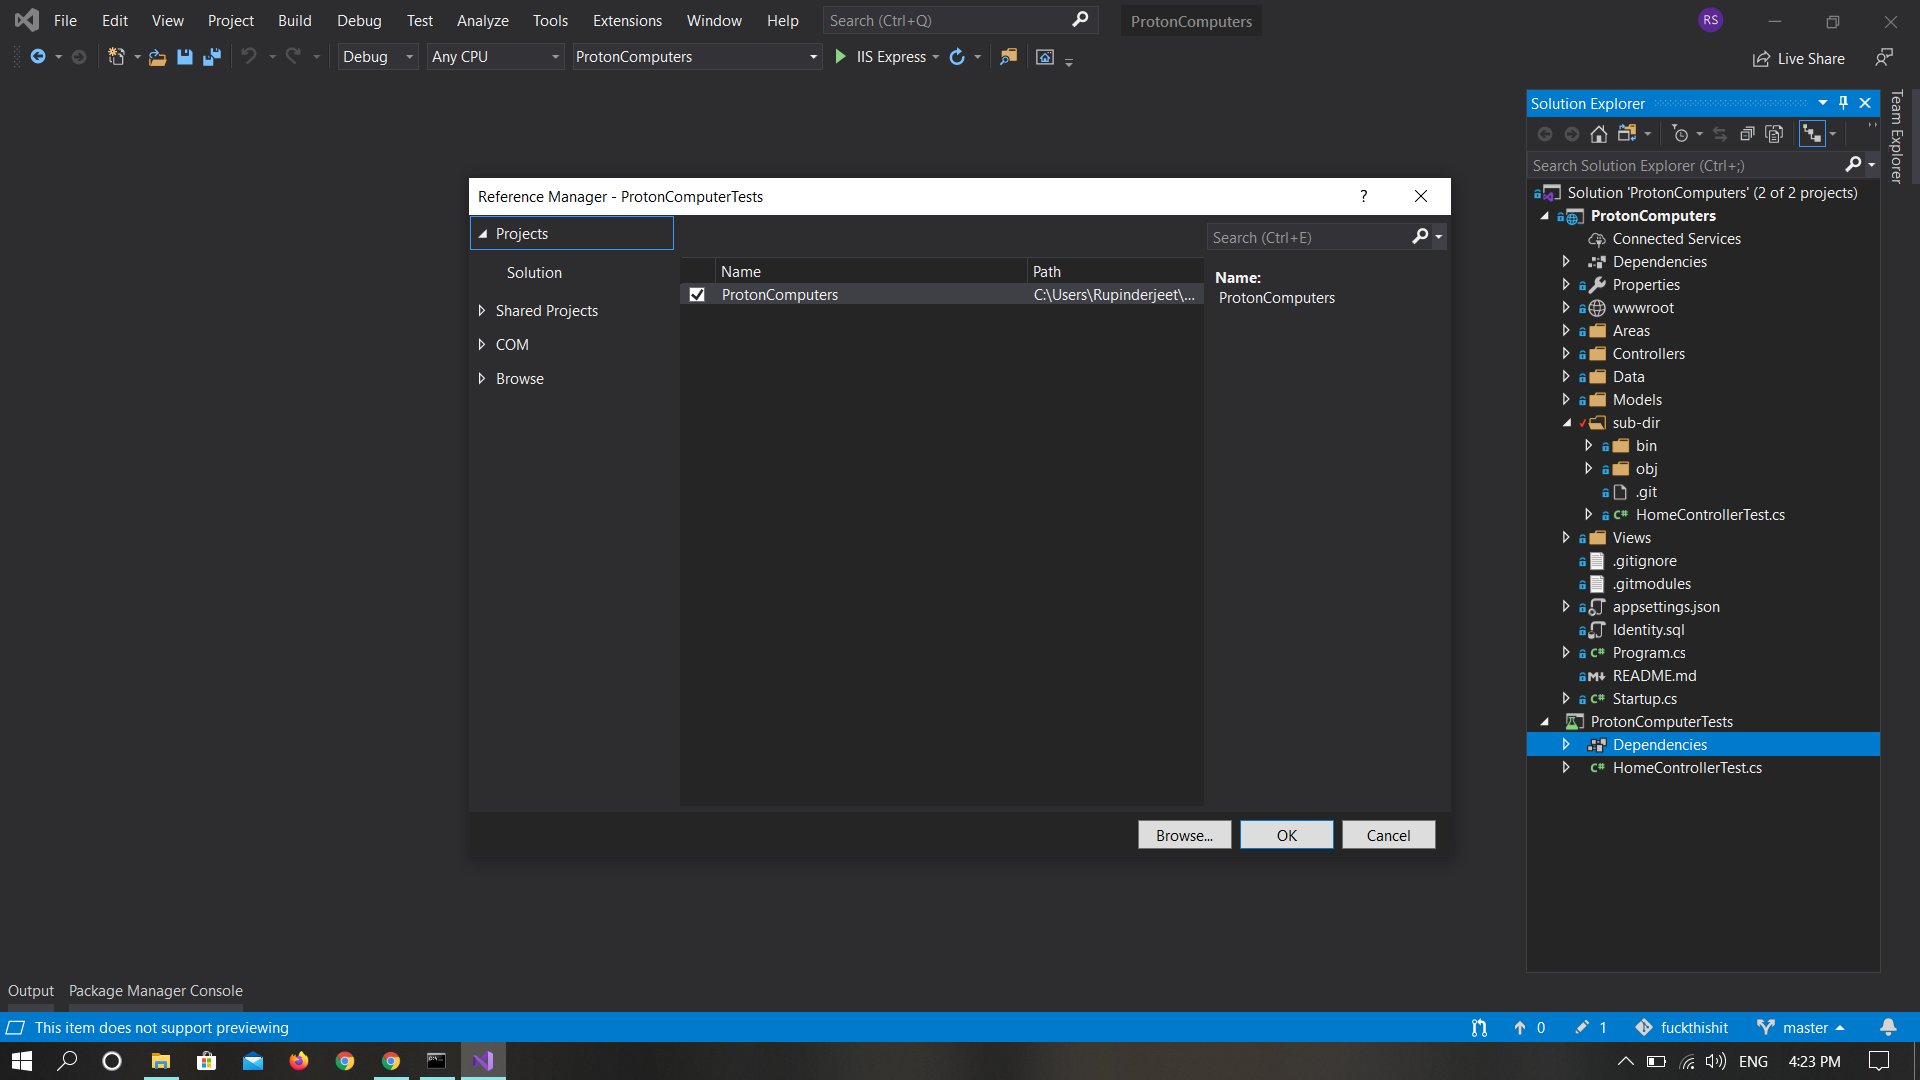 File Edit View Project Build Debug Test Analyze Tools Extensions Window Help Search (Ctrl+Q) ProtonComputers RS
Debug Any CPU ProtonComputers IIS Express Live Share
Team Explorer
Solution Explorer
Search Solution Explorer (Ctrl+;)
Solution 'ProtonComputers' (2 of 2 projects)
ProtonComputers
Connected Services
Dependencies
Properties
wwwroot
Areas
Controllers
Data
Models
sub-dir
bin
obj
.git
C# HomeControllerTest.cs
Views
.gitignore
.gitmodules
appsettings.json
Identity.sql
C# Program.cs
M README.md
C# Startup.cs
ProtonComputerTests
Dependencies
C# HomeControllerTest.cs
Reference Manager - ProtonComputerTests ?
Projects
Solution
Shared Projects
COM
Browse
Search (Ctrl+E)
Name Path
ProtonComputers C:\Users\Rupinderjeet\...
Name:
ProtonComputers
Browse... OK Cancel
Output Package Manager Console
This item does not support previewing 0 1 fuckthishit master
ENG 4:23 PM